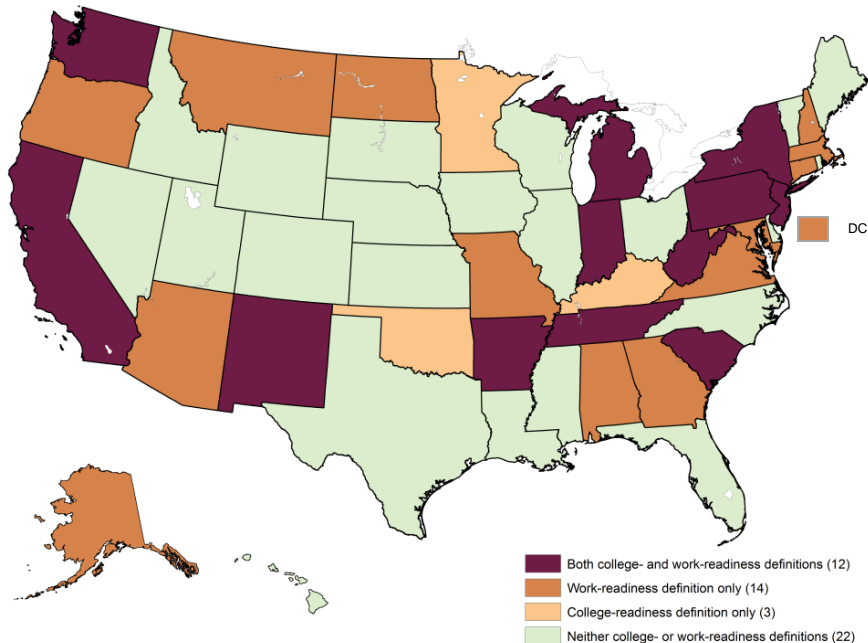 DC
Both college- and work-readiness definitions (12)
Work-readiness definition only (14)
College-readiness definition only (3)
Neither college- or work-readiness definitions (22)